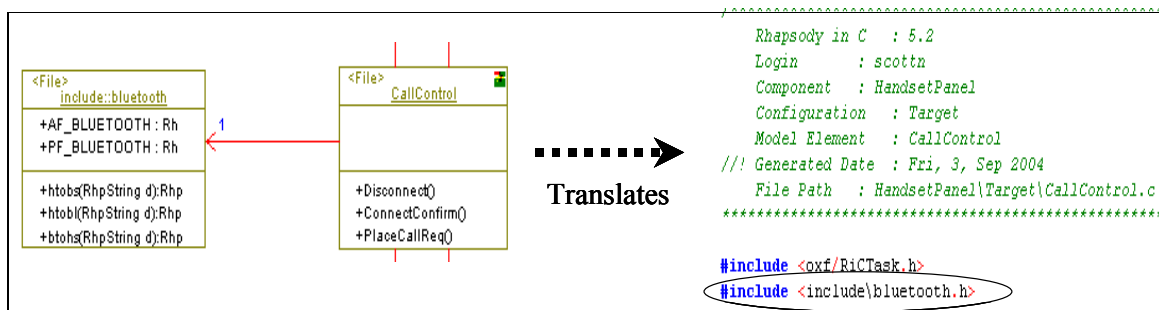 <File>
include::bluetooth
+AF_BLUETOOTH : Rh
+PF_BLUETOOTH : Rh
+htobs(RhpString d):Rhp
+htobl(RhpString d):Rhp
+btohs(RhpString d):Rhp
1
<File>
CallControl
+Disconnect()
+ConnectConfirm()
+PlaceCallReq()
Translates
Rhapsody in C : 5.2
Login : scottn
Component : HandsetPanel
Configuration : Target
Model Element : CallControl
//! Generated Date : Fri, 3, Sep 2004
File Path : HandsetPanel\Target\CallControl.c
#include <oxf/RiCTask.h>
#include <include\bluetooth.h>